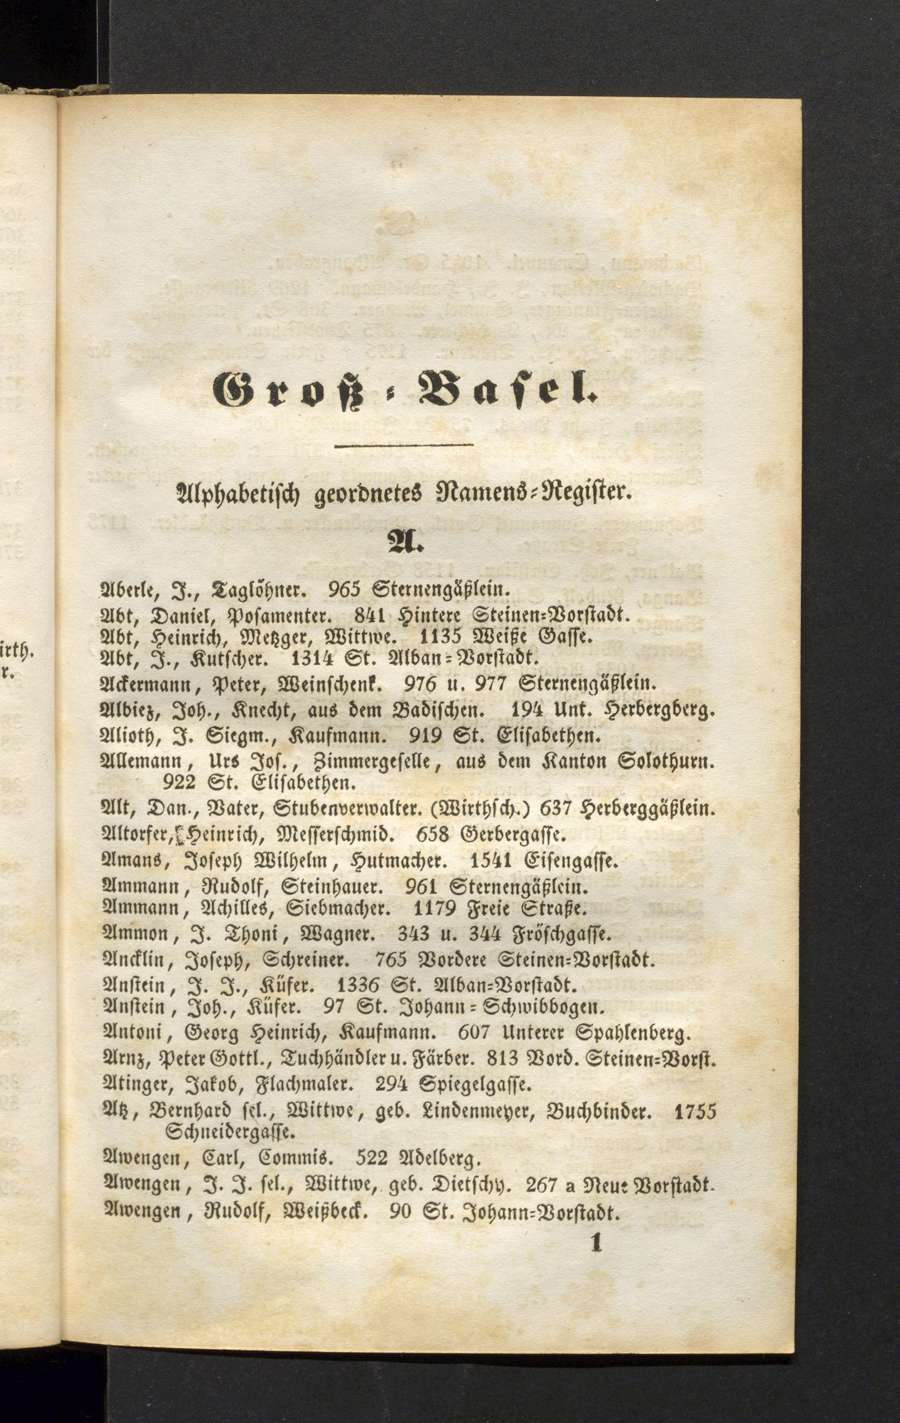 irth.
r.
Groß-Basel.
Alphabetisch geordnetes Namens-Register.
A.
Aberle, J., Taglöhner. 965 Sternengäßlein.
Abt, Daniel, Posamenter. 841 Hintere Steinen-Vorstadt.
Abt, Heinrich, Metzger, Wittwe. 1135 Weiße Gasse.
Abt, J., Kutscher. 1314 St. Alban-Vorstadt.
Ackermann, Peter, Weinschenk. 976 u. 977 Sternengäßlein.
Albiez, Joh., Knecht, aus dem Badischen. 194 Unt. Herbergberg.
Alioth, J. Siegm., Kaufmann. 919 St. Elisabethen.
Allemann, Urs Jos., Zimmergeselle, aus dem Kanton Solothurn.
922 St. Elisabethen.
Alt, Dan., Vater, Stubenverwalter. (Wirthsch.) 637 Herberggäßlein.
Altorfer, Heinrich, Messerschmid. 658 Gerbergasse.
Amans, Joseph Wilhelm, Hutmacher. 1541 Eisengasse.
Ammann, Rudolf, Steinhauer. 961 Sternengäßlein.
Ammann, Achilles, Siebmacher. 1179 Freie Straße.
Ammon, J. Thoni, Wagner. 343 u. 344 Fröschgasse.
Ancklin, Joseph, Schreiner. 765 Vordere Steinen-Vorstadt.
Anstein, J. J., Küfer. 1336 St. Alban-Vorstadt.
Anstein, Joh., Küfer. 97 St. Johann-Schwibbogen.
Antoni, Georg Heinrich, Kaufmann. 607 Unterer Spahlenberg.
Arnz, Peter Gottl., Tuchhändler u. Färber. 813 Vord. Steinen-Vorst.
Atinger, Jakob, Flachmaler. 294 Spiegelgasse.
Atz, Bernhard sel., Wittwe, geb. Lindenmeyer, Buchbinder. 1755
Schneidergasse.
Awengen, Carl, Commis. 522 Adelberg.
Awengen, J. J. sel., Wittwe, geb. Dietschy. 267 a Neue Vorstadt.
Awengen, Rudolf, Weißbeck. 90 St. Johann-Vorstadt.
1